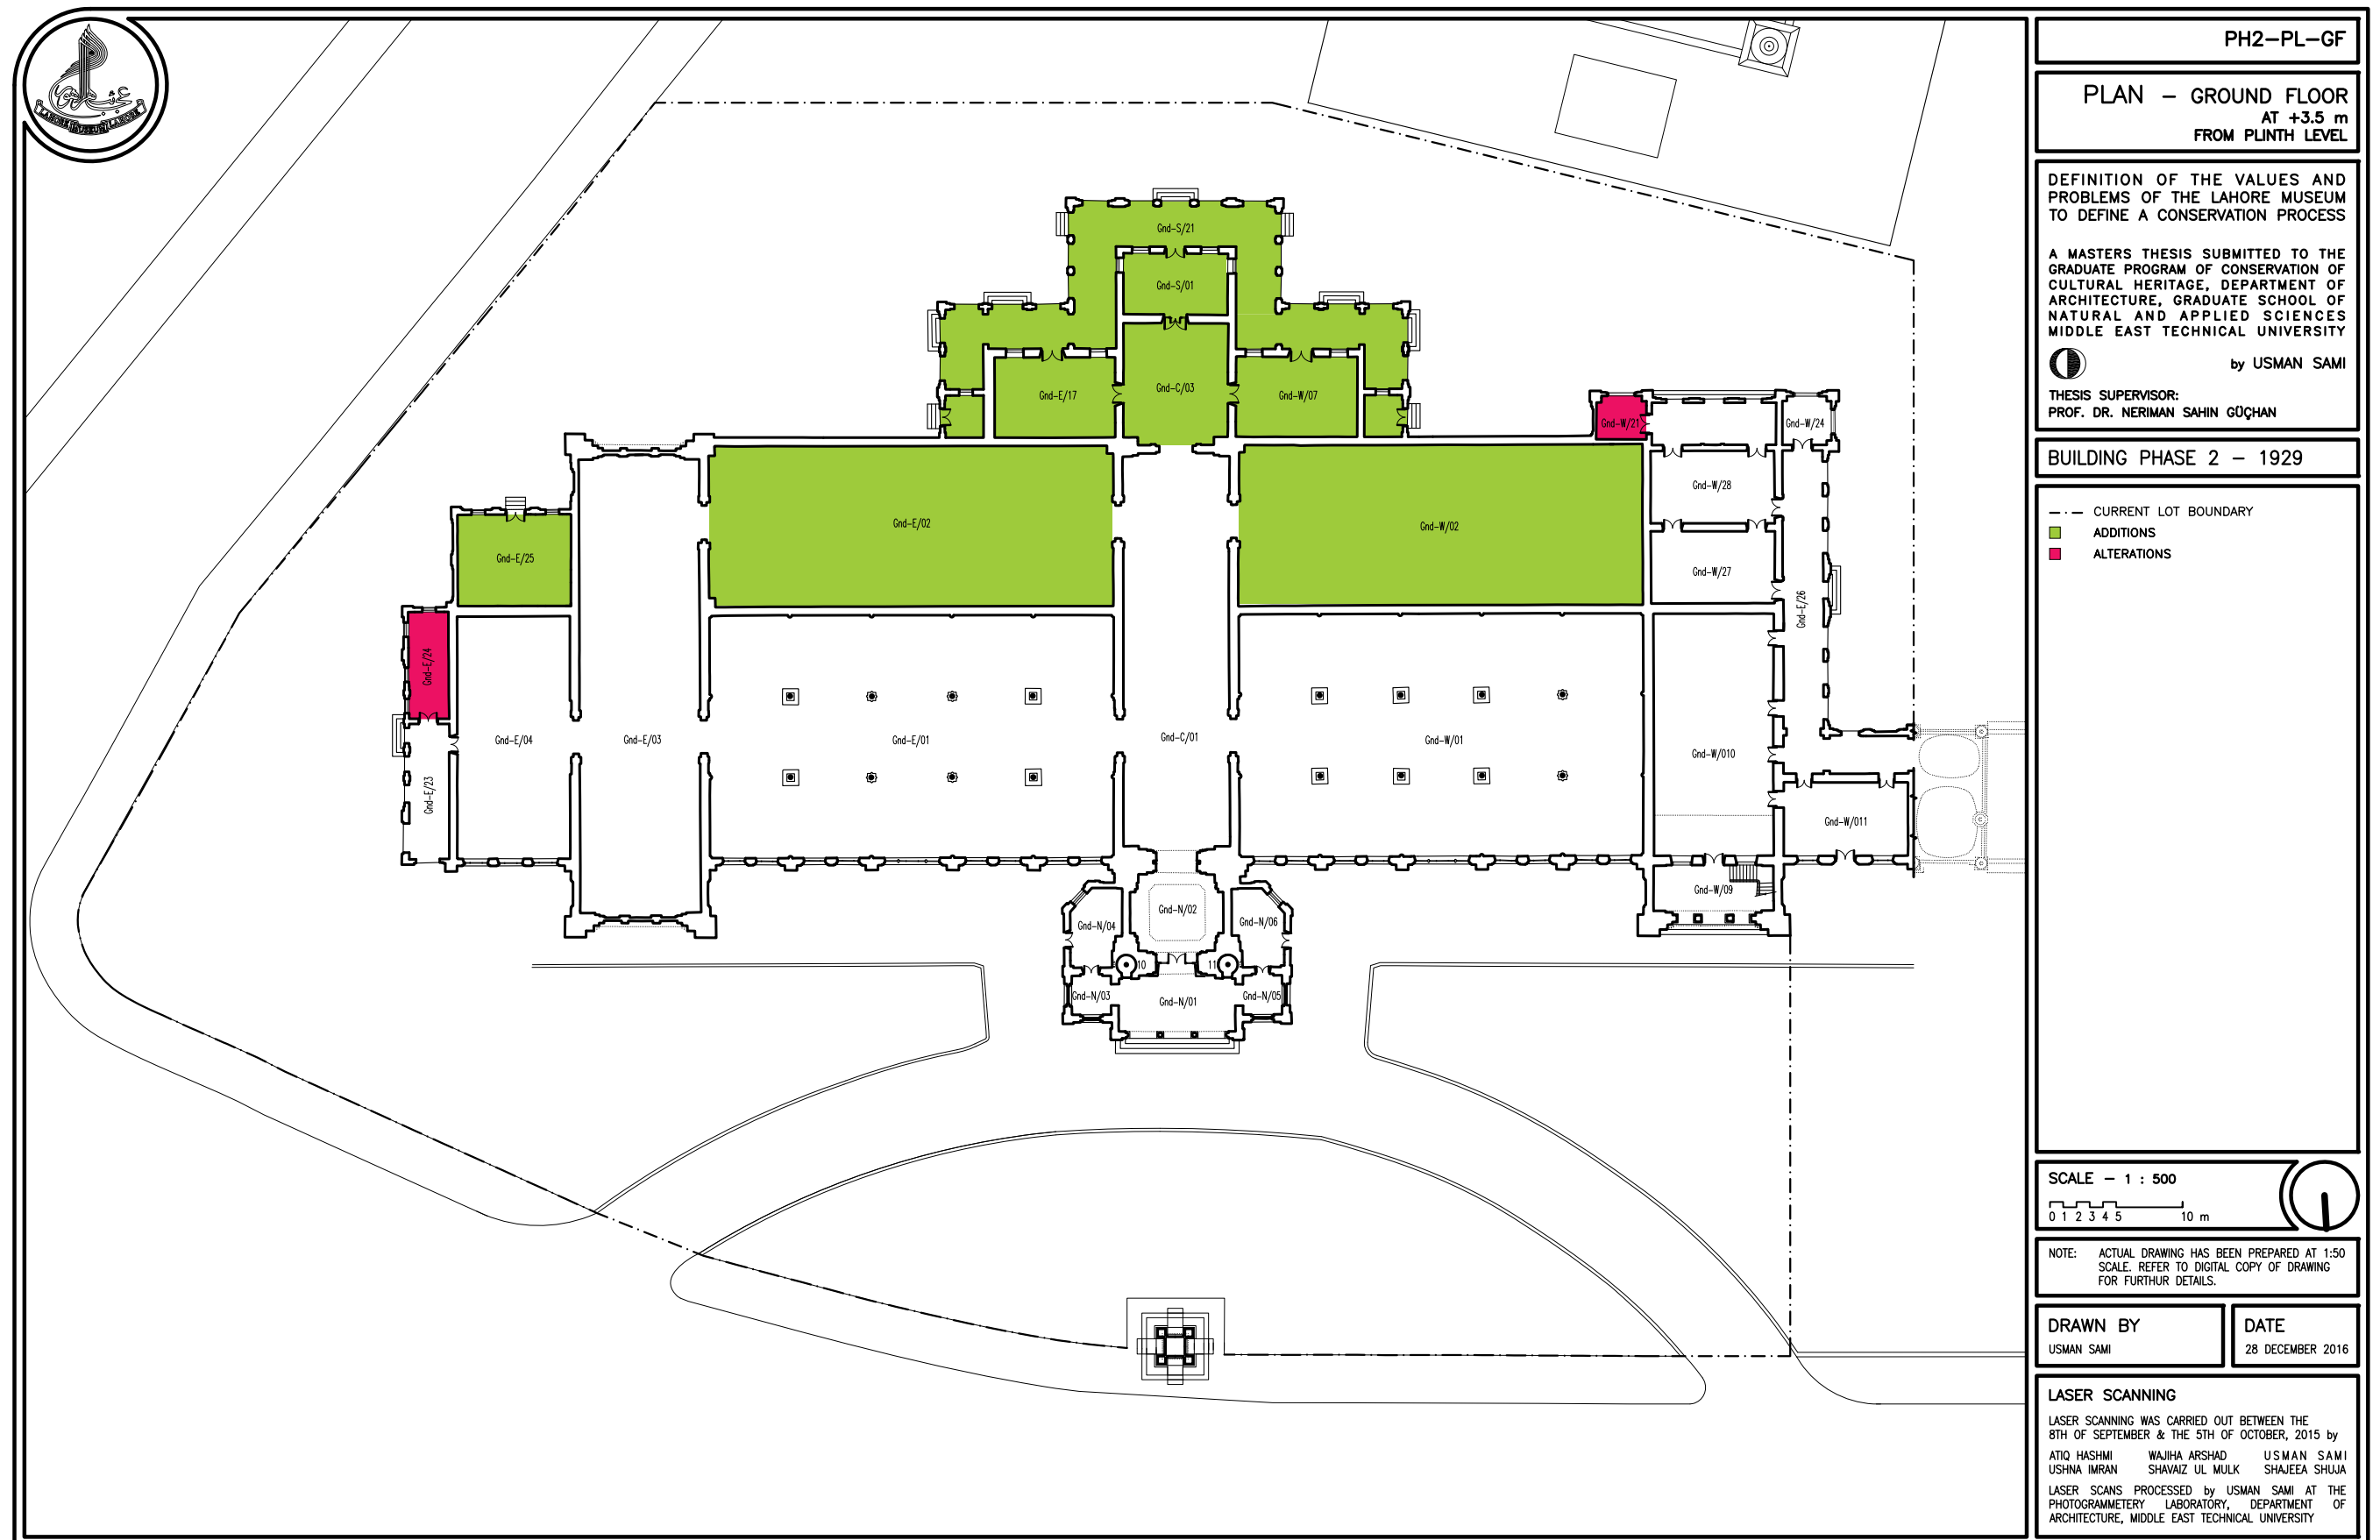 LAHORE MUSEUM LAHORE
Gnd-S/21
Gnd-S/01
Gnd-C/03
Gnd-E/17
Gnd-W/07
Gnd-W/21
Gnd-W/24
Gnd-W/28
Gnd-E/02
Gnd-W/02
Gnd-E/25
Gnd-W/27
Gnd-E/26
Gnd-E/24
Gnd-E/04
Gnd-E/03
Gnd-E/01
Gnd-C/01
Gnd-W/01
Gnd-W/010
Gnd-E/23
Gnd-W/011
Gnd-W/09
Gnd-N/02
Gnd-N/04
Gnd-N/06
10
11
Gnd-N/03
Gnd-N/01
Gnd-N/05
PH2-PL-GF
PLAN - GROUND FLOOR
AT +3.5 m
FROM PLINTH LEVEL
DEFINITION OF THE VALUES AND
PROBLEMS OF THE LAHORE MUSEUM
TO DEFINE A CONSERVATION PROCESS
A MASTERS THESIS SUBMITTED TO THE
GRADUATE PROGRAM OF CONSERVATION OF
CULTURAL HERITAGE, DEPARTMENT OF
ARCHITECTURE, GRADUATE SCHOOL OF
NATURAL AND APPLIED SCIENCES
MIDDLE EAST TECHNICAL UNIVERSITY
by USMAN SAMI
THESIS SUPERVISOR:
PROF. DR. NERIMAN SAHIN GÜÇHAN
BUILDING PHASE 2 - 1929
CURRENT LOT BOUNDARY
ADDITIONS
ALTERATIONS
SCALE - 1 : 500
0 1 2 3 4 5 10 m
NOTE: ACTUAL DRAWING HAS BEEN PREPARED AT 1:50
SCALE. REFER TO DIGITAL COPY OF DRAWING
FOR FURTHUR DETAILS.
DRAWN BY
USMAN SAMI
DATE
28 DECEMBER 2016
LASER SCANNING
LASER SCANNING WAS CARRIED OUT BETWEEN THE
8TH OF SEPTEMBER & THE 5TH OF OCTOBER, 2015 by
ATIQ HASHMI WAJIHA ARSHAD USMAN SAMI
USHNA IMRAN SHAVAIZ UL MULK SHAJEEA SHUJA
LASER SCANS PROCESSED by USMAN SAMI AT THE
PHOTOGRAMMETERY LABORATORY, DEPARTMENT OF
ARCHITECTURE, MIDDLE EAST TECHNICAL UNIVERSITY